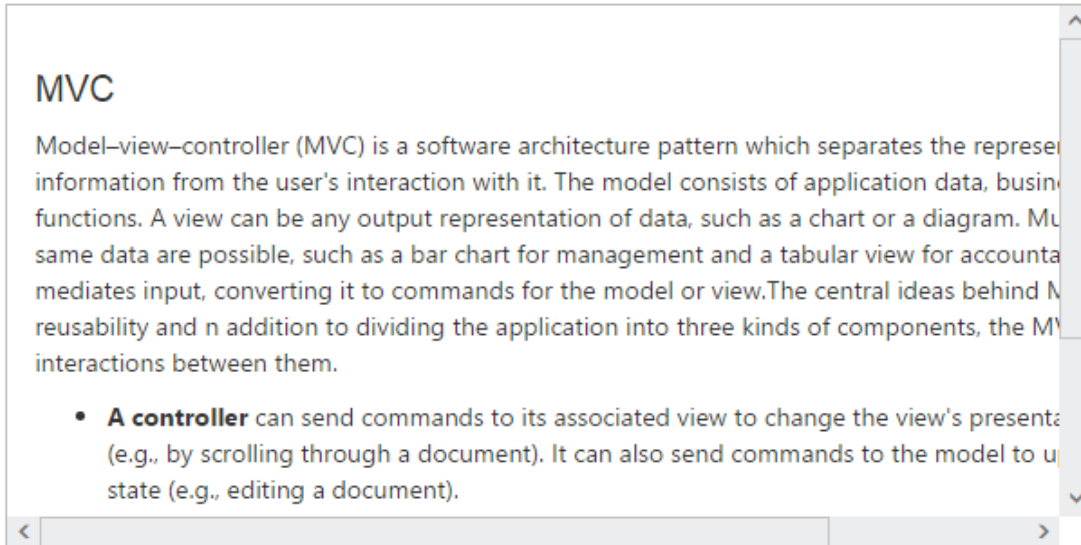 MVC
Model–view–controller (MVC) is a software architecture pattern which separates the
information from the user's interaction with it. The model consists of application data,
functions. A view can be any output representation of data, such as a chart or a diagram.
same data are possible, such as a bar chart for management and a tabular view for
mediates input, converting it to commands for the model or view.The central ideas behind
reusability and n addition to dividing the application into three kinds of components, the
interactions between them.
• A controller can send commands to its associated view to change the view's
(e.g., by scrolling through a document). It can also send commands to the model to
state (e.g., editing a document).